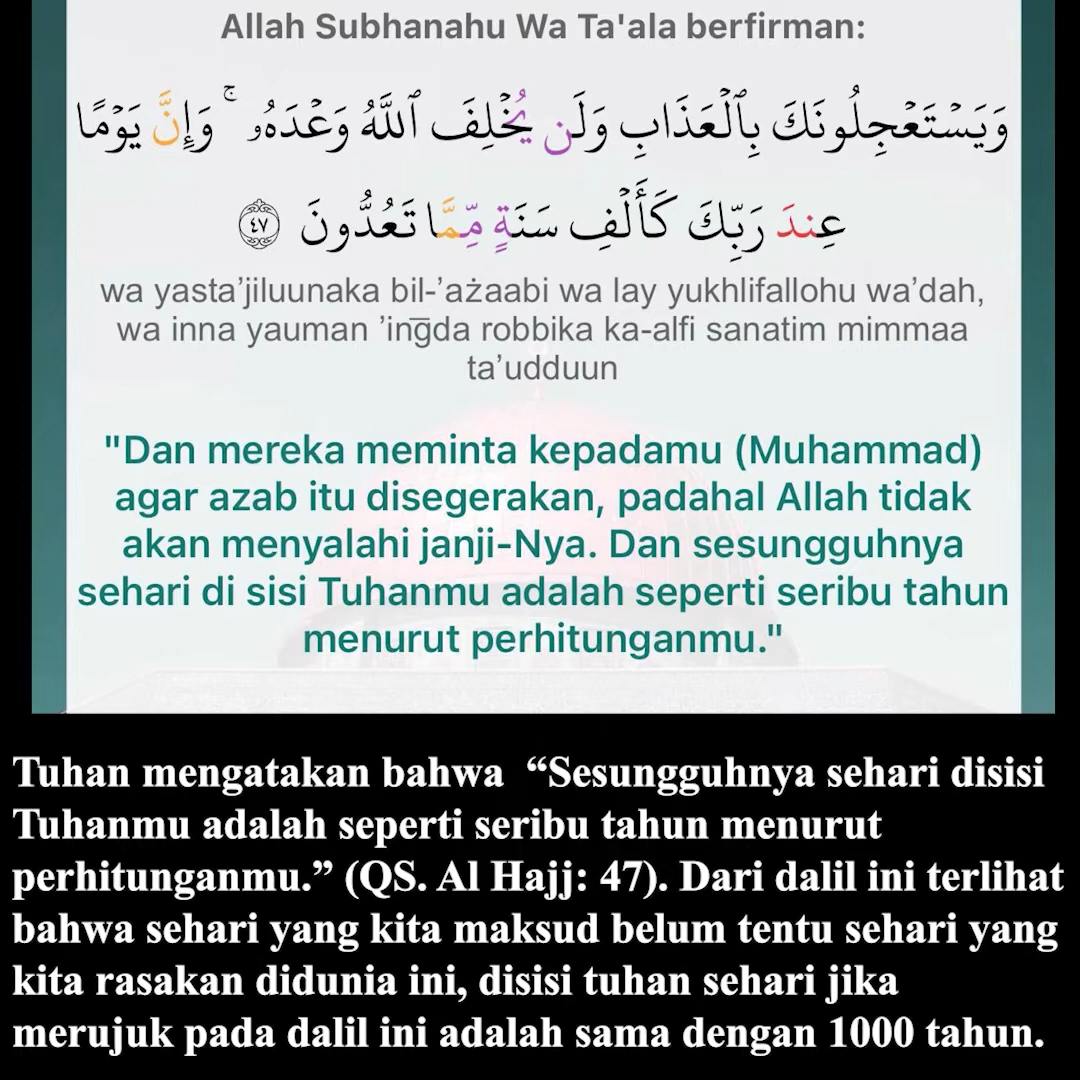 Allah Subhanahu Wa Ta'ala berfirman:
وَيَسْتَعْجِلُونَكَ بِٱلْعَذَابِ وَلَن يُخْلِفَ ٱللَّهُ وَعْدَهُۥ ۚ وَإِنَّ يَوْمًا
عِندَ رَبِّكَ كَأَلْفِ سَنَةٍ مِّمَّا تَعُدُّونَ ٤٧
wa yasta’jiluunaka bil-’ażaabi wa lay yukhlifallohu wa’dah,
wa inna yauman ’ing̅da robbika ka-alfi sanatim mimmaa
ta’udduun
"Dan mereka meminta kepadamu (Muhammad)
agar azab itu disegerakan, padahal Allah tidak
akan menyalahi janji-Nya. Dan sesungguhnya
sehari di sisi Tuhanmu adalah seperti seribu tahun
menurut perhitunganmu."
Tuhan mengatakan bahwa “Sesungguhnya sehari disisi
Tuhanmu adalah seperti seribu tahun menurut
perhitunganmu.” (QS. Al Hajj: 47). Dari dalil ini terlihat
bahwa sehari yang kita maksud belum tentu sehari yang
kita rasakan didunia ini, disisi tuhan sehari jika
merujuk pada dalil ini adalah sama dengan 1000 tahun.